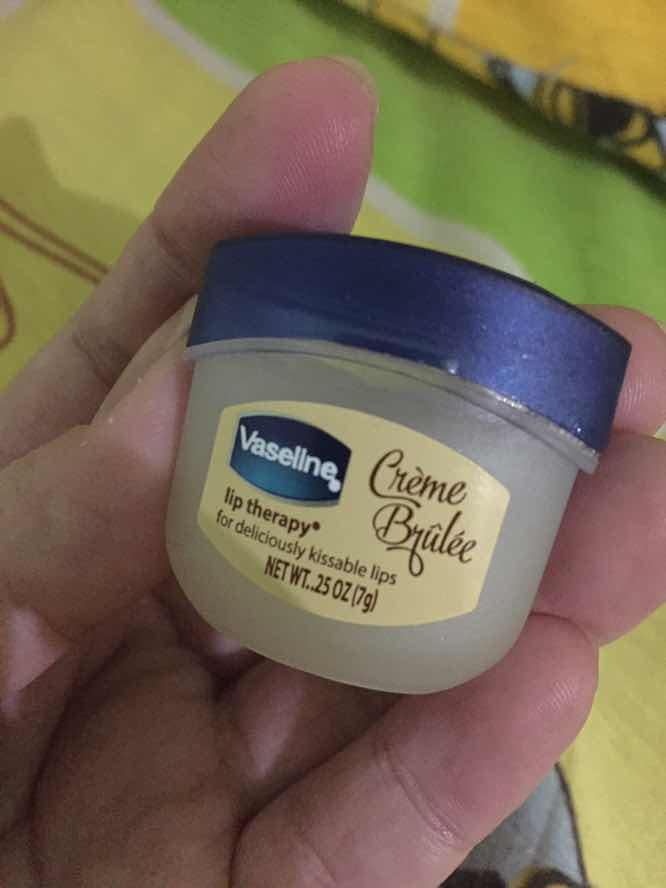 Vaseline
lip therapy®
for deliciously kissable lips
NET WT..25 OZ (7g)
Crème
Brûlée